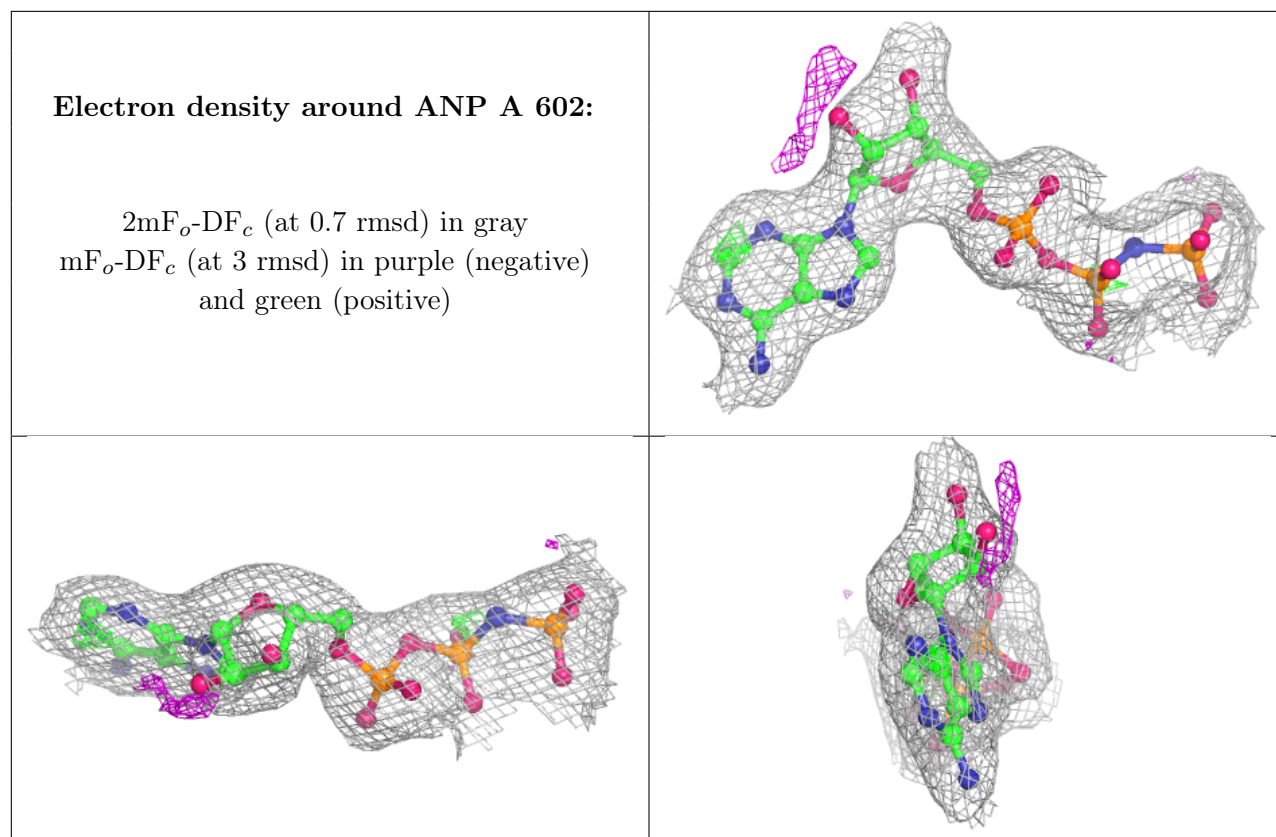 Electron density around ANP A 602:
2mFo-DFc (at 0.7 rmsd) in gray
mFo-DFc (at 3 rmsd) in purple (negative)
and green (positive)